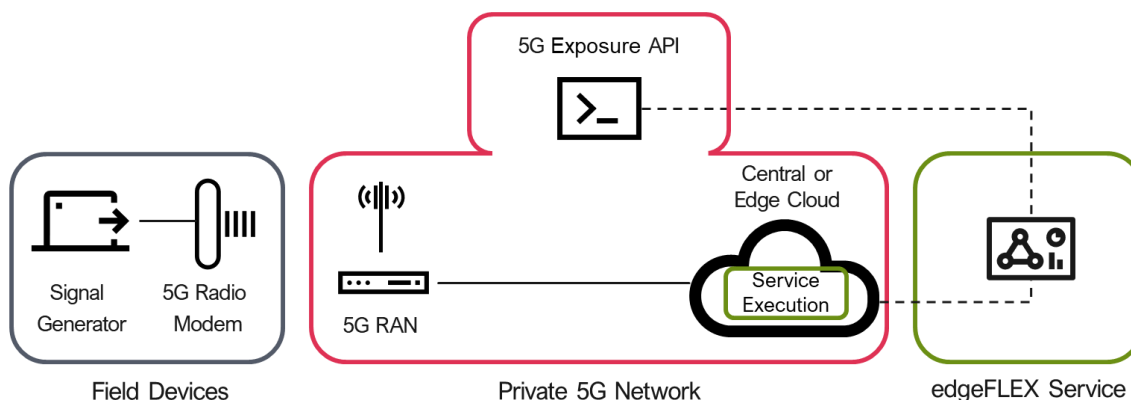 5G Exposure API
Central or
Edge Cloud
Service
Execution
Signal
Generator
5G Radio
Modem
5G RAN
Field Devices
Private 5G Network
edgeFLEX Service